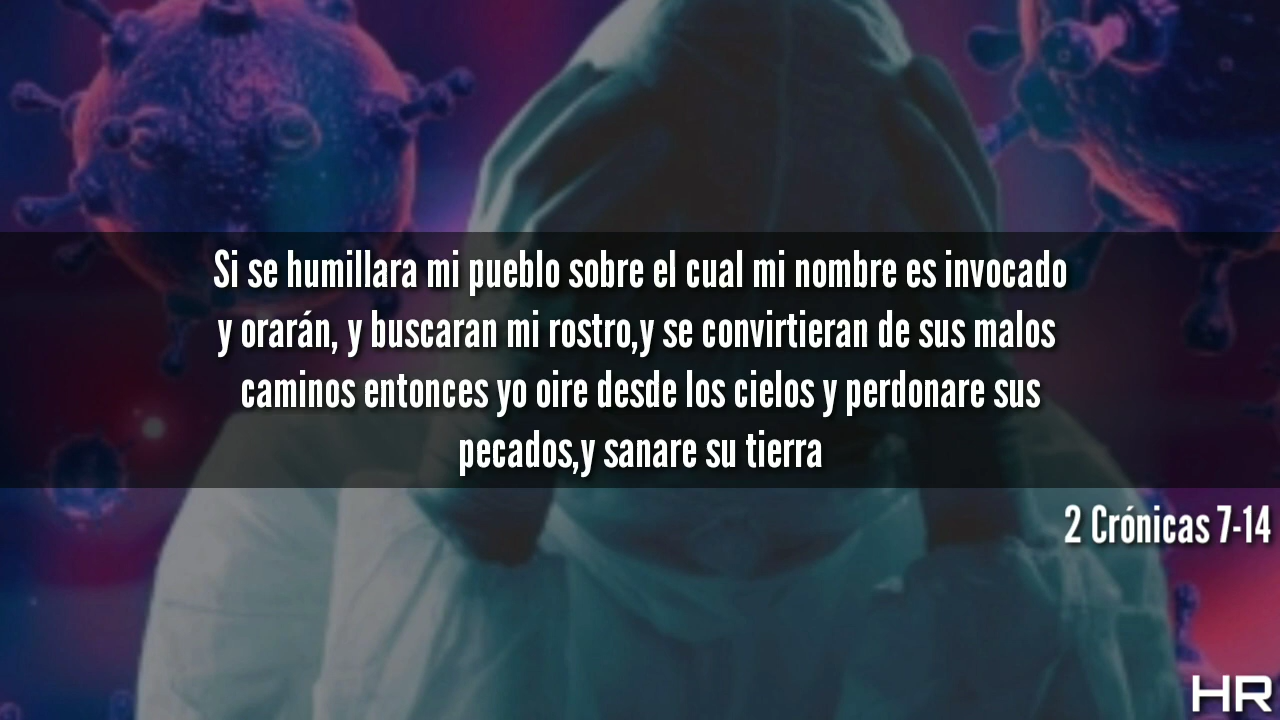 Si se humillara mi pueblo sobre el cual mi nombre es invocado
y orarán, y buscaran mi rostro,y se convirtieran de sus malos
caminos entonces yo oire desde los cielos y perdonare sus
pecados,y sanare su tierra
2 Crónicas 7-14
HR